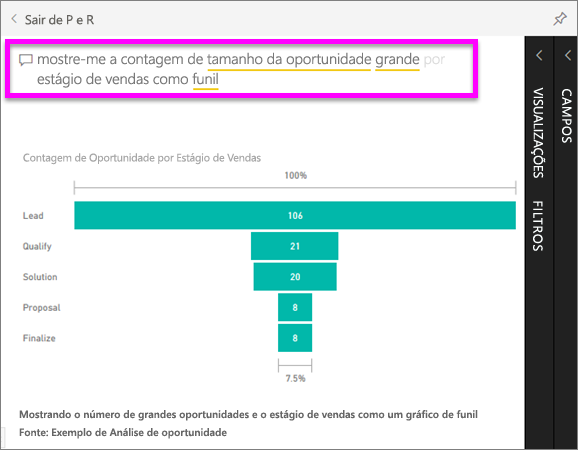 Sair de P e R
mostre-me a contagem de tamanho da oportunidade grande por
estágio de vendas como funil
VISUALIZAÇÕES
FILTROS
CAMPOS
Contagem de Oportunidade por Estágio de Vendas
100%
Lead 106
Qualify 21
Solution 20
Proposal 8
Finalize 8
7.5%
Mostrando o número de grandes oportunidades e o estágio de vendas como um gráfico de funil
Fonte: Exemplo de Análise de oportunidade